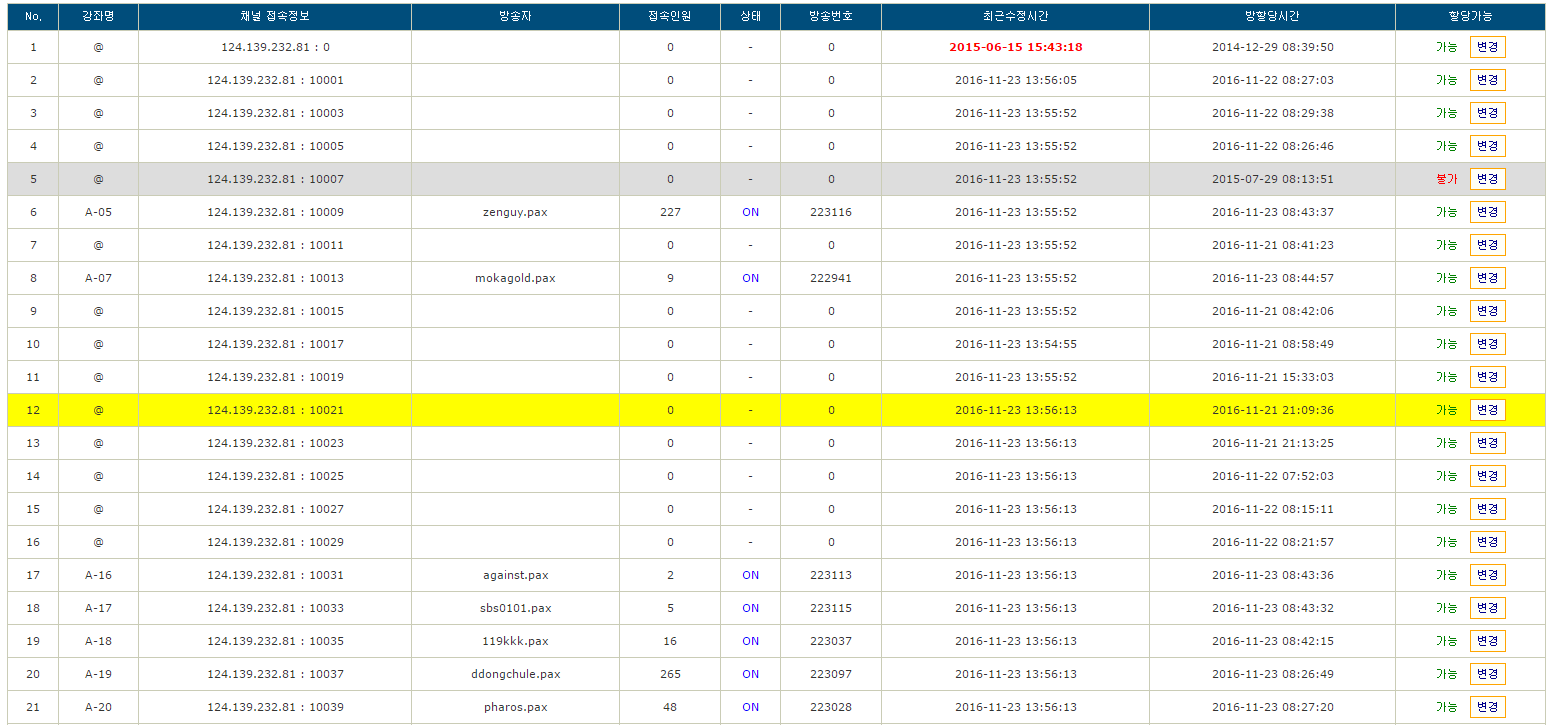 No. 강좌명 채널 접속정보 방송자 접속인원 상태 방송번호 최근수정시간 방할당시간 할당가능
1 @ 124.139.232.81 : 0 0 - 0 2015-06-15 15:43:18 2014-12-29 08:39:50 가능 변경
2 @ 124.139.232.81 : 10001 0 - 0 2016-11-23 13:56:05 2016-11-22 08:27:03 가능 변경
3 @ 124.139.232.81 : 10003 0 - 0 2016-11-23 13:55:52 2016-11-22 08:29:38 가능 변경
4 @ 124.139.232.81 : 10005 0 - 0 2016-11-23 13:55:52 2016-11-22 08:26:46 가능 변경
5 @ 124.139.232.81 : 10007 0 - 0 2016-11-23 13:55:52 2015-07-29 08:13:51 불가 변경
6 A-05 124.139.232.81 : 10009 zenguy.pax 227 ON 223116 2016-11-23 13:55:52 2016-11-23 08:43:37 가능 변경
7 @ 124.139.232.81 : 10011 0 - 0 2016-11-23 13:55:52 2016-11-21 08:41:23 가능 변경
8 A-07 124.139.232.81 : 10013 mokagold.pax 9 ON 222941 2016-11-23 13:55:52 2016-11-23 08:44:57 가능 변경
9 @ 124.139.232.81 : 10015 0 - 0 2016-11-23 13:55:52 2016-11-21 08:42:06 가능 변경
10 @ 124.139.232.81 : 10017 0 - 0 2016-11-23 13:54:55 2016-11-21 08:58:49 가능 변경
11 @ 124.139.232.81 : 10019 0 - 0 2016-11-23 13:55:52 2016-11-21 15:33:03 가능 변경
12 @ 124.139.232.81 : 10021 0 - 0 2016-11-23 13:56:13 2016-11-21 21:09:36 가능 변경
13 @ 124.139.232.81 : 10023 0 - 0 2016-11-23 13:56:13 2016-11-21 21:13:25 가능 변경
14 @ 124.139.232.81 : 10025 0 - 0 2016-11-23 13:56:13 2016-11-22 07:52:03 가능 변경
15 @ 124.139.232.81 : 10027 0 - 0 2016-11-23 13:56:13 2016-11-22 08:15:11 가능 변경
16 @ 124.139.232.81 : 10029 0 - 0 2016-11-23 13:56:13 2016-11-22 08:21:57 가능 변경
17 A-16 124.139.232.81 : 10031 against.pax 2 ON 223113 2016-11-23 13:56:13 2016-11-23 08:43:36 가능 변경
18 A-17 124.139.232.81 : 10033 sbs0101.pax 5 ON 223115 2016-11-23 13:56:13 2016-11-23 08:43:32 가능 변경
19 A-18 124.139.232.81 : 10035 119kkk.pax 16 ON 223037 2016-11-23 13:56:13 2016-11-23 08:42:15 가능 변경
20 A-19 124.139.232.81 : 10037 ddongchule.pax 265 ON 223097 2016-11-23 13:56:13 2016-11-23 08:26:49 가능 변경
21 A-20 124.139.232.81 : 10039 pharos.pax 48 ON 223028 2016-11-23 13:56:13 2016-11-23 08:27:20 가능 변경